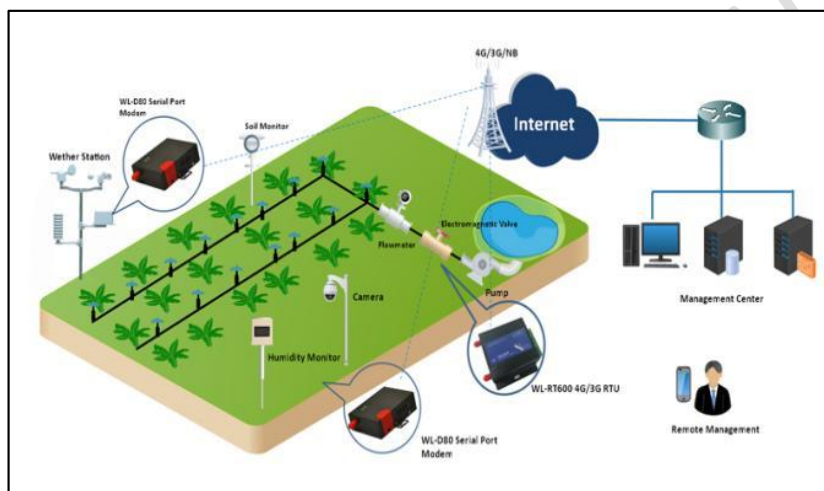 4G/3G/NB
WL-D80 Serial Port
Modem
Soil Monitor
Internet
Wether Station
Electromagnetic Valve
Flowmeter
Camera
Pump
Management Center
Humidity Monitor
WL-RT600 4G/3G RTU
WL-D80 Serial Port
Modem
Remote Management